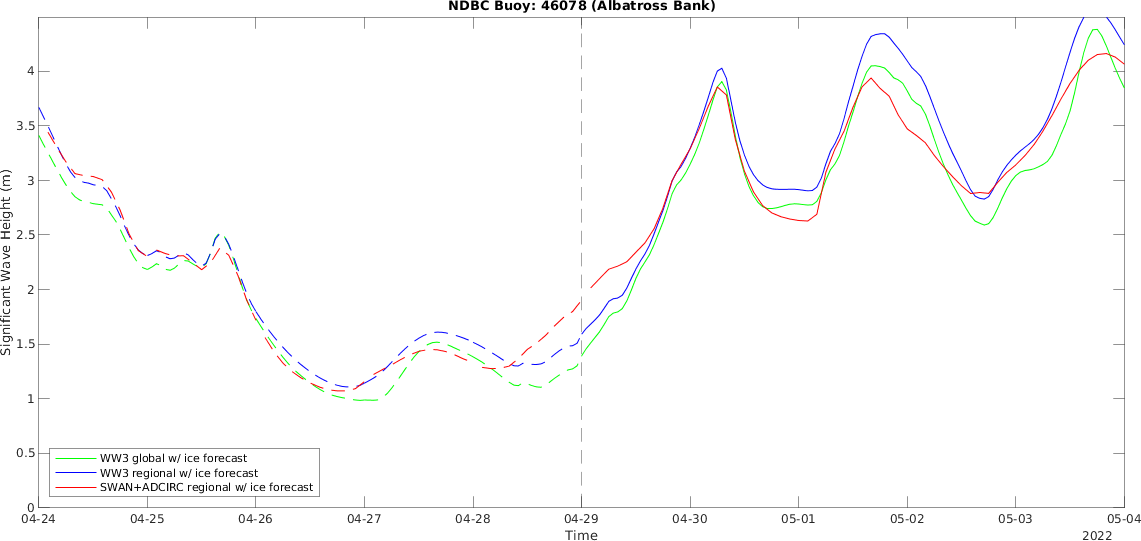 NDBC Buoy: 46078 (Albatross Bank)
Significant Wave Height (m)
4
3.5
3
2.5
2
1.5
1
0.5
0
WW3 global w/ ice forecast
WW3 regional w/ ice forecast
SWAN+ADCIRC regional w/ ice forecast
04-24 04-25 04-26 04-27 04-28 04-29 04-30 05-01 05-02 05-03 05-04
Time
2022